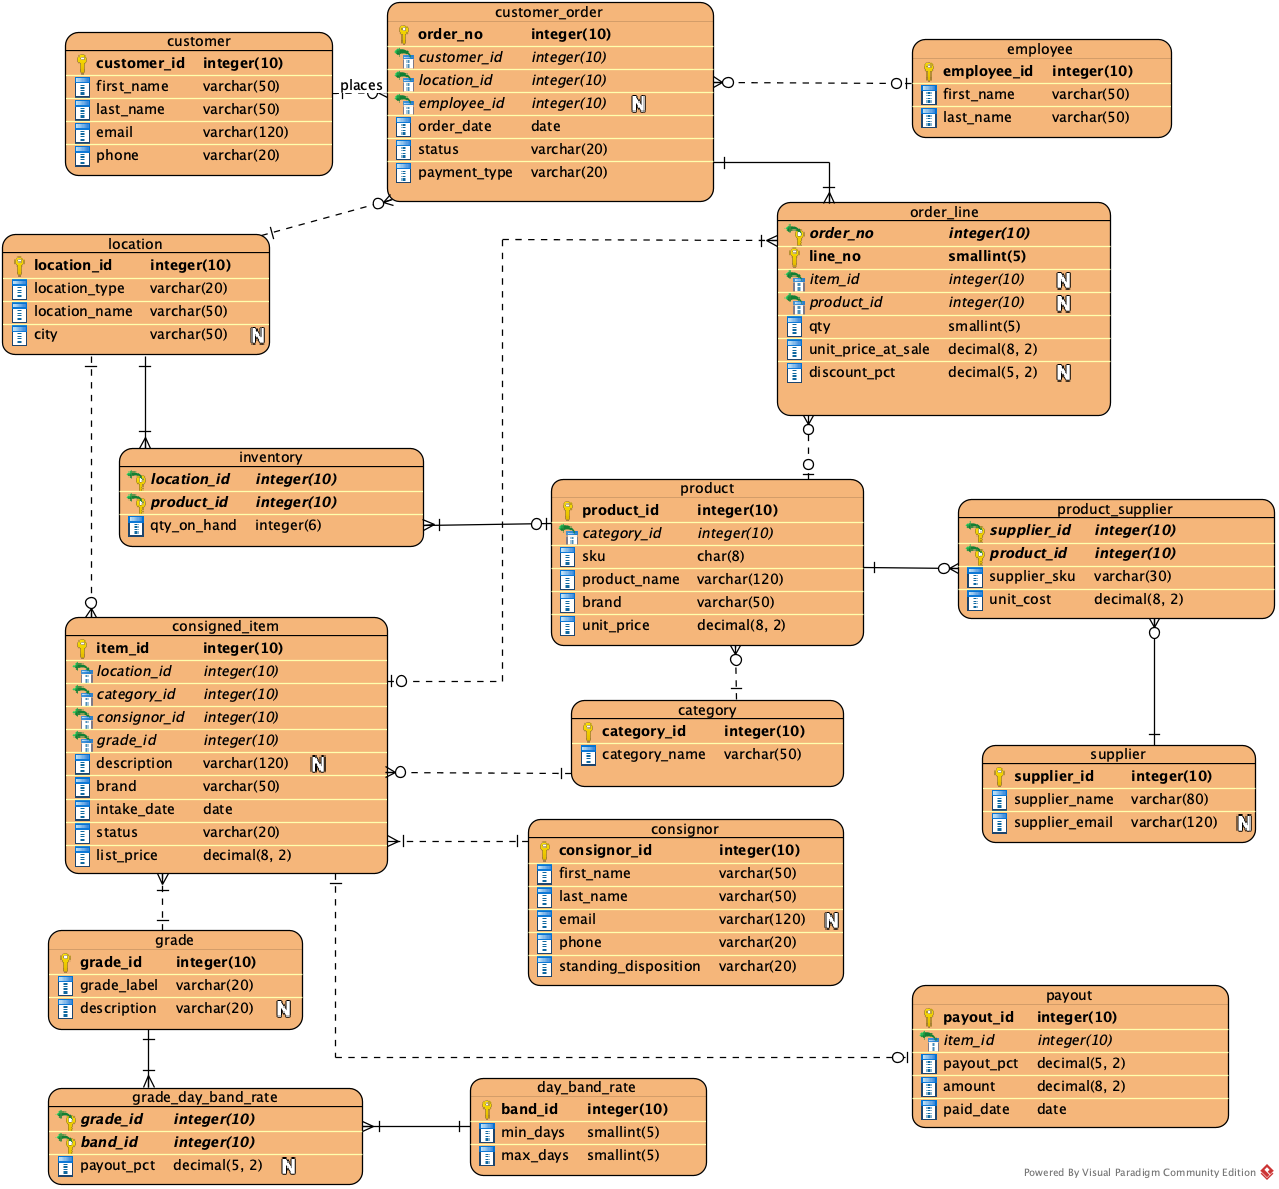 customer_order
order_no integer(10)
customer_id integer(10)
location_id integer(10)
employee_id integer(10) N
order_date date
status varchar(20)
payment_type varchar(20)
customer
customer_id integer(10)
first_name varchar(50)
last_name varchar(50)
email varchar(120)
phone varchar(20)
places
employee
employee_id integer(10)
first_name varchar(50)
last_name varchar(50)
location
location_id integer(10)
location_type varchar(20)
location_name varchar(50)
city varchar(50) N
order_line
order_no integer(10)
line_no smallint(5)
item_id integer(10) N
product_id integer(10) N
qty smallint(5)
unit_price_at_sale decimal(8, 2)
discount_pct decimal(5, 2) N
inventory
location_id integer(10)
product_id integer(10)
qty_on_hand integer(6)
product
product_id integer(10)
category_id integer(10)
sku char(8)
product_name varchar(120)
brand varchar(50)
unit_price decimal(8, 2)
product_supplier
supplier_id integer(10)
product_id integer(10)
supplier_sku varchar(30)
unit_cost decimal(8, 2)
consigned_item
item_id integer(10)
location_id integer(10)
category_id integer(10)
consignor_id integer(10)
grade_id integer(10)
description varchar(120) N
brand varchar(50)
intake_date date
status varchar(20)
list_price decimal(8, 2)
category
category_id integer(10)
category_name varchar(50)
supplier
supplier_id integer(10)
supplier_name varchar(80)
supplier_email varchar(120) N
consignor
consignor_id integer(10)
first_name varchar(50)
last_name varchar(50)
email varchar(120) N
phone varchar(20)
standing_disposition varchar(20)
grade
grade_id integer(10)
grade_label varchar(20)
description varchar(20) N
payout
payout_id integer(10)
item_id integer(10)
payout_pct decimal(5, 2)
amount decimal(8, 2)
paid_date date
grade_day_band_rate
grade_id integer(10)
band_id integer(10)
payout_pct decimal(5, 2) N
day_band_rate
band_id integer(10)
min_days smallint(5)
max_days smallint(5)
Powered By Visual Paradigm Community Edition